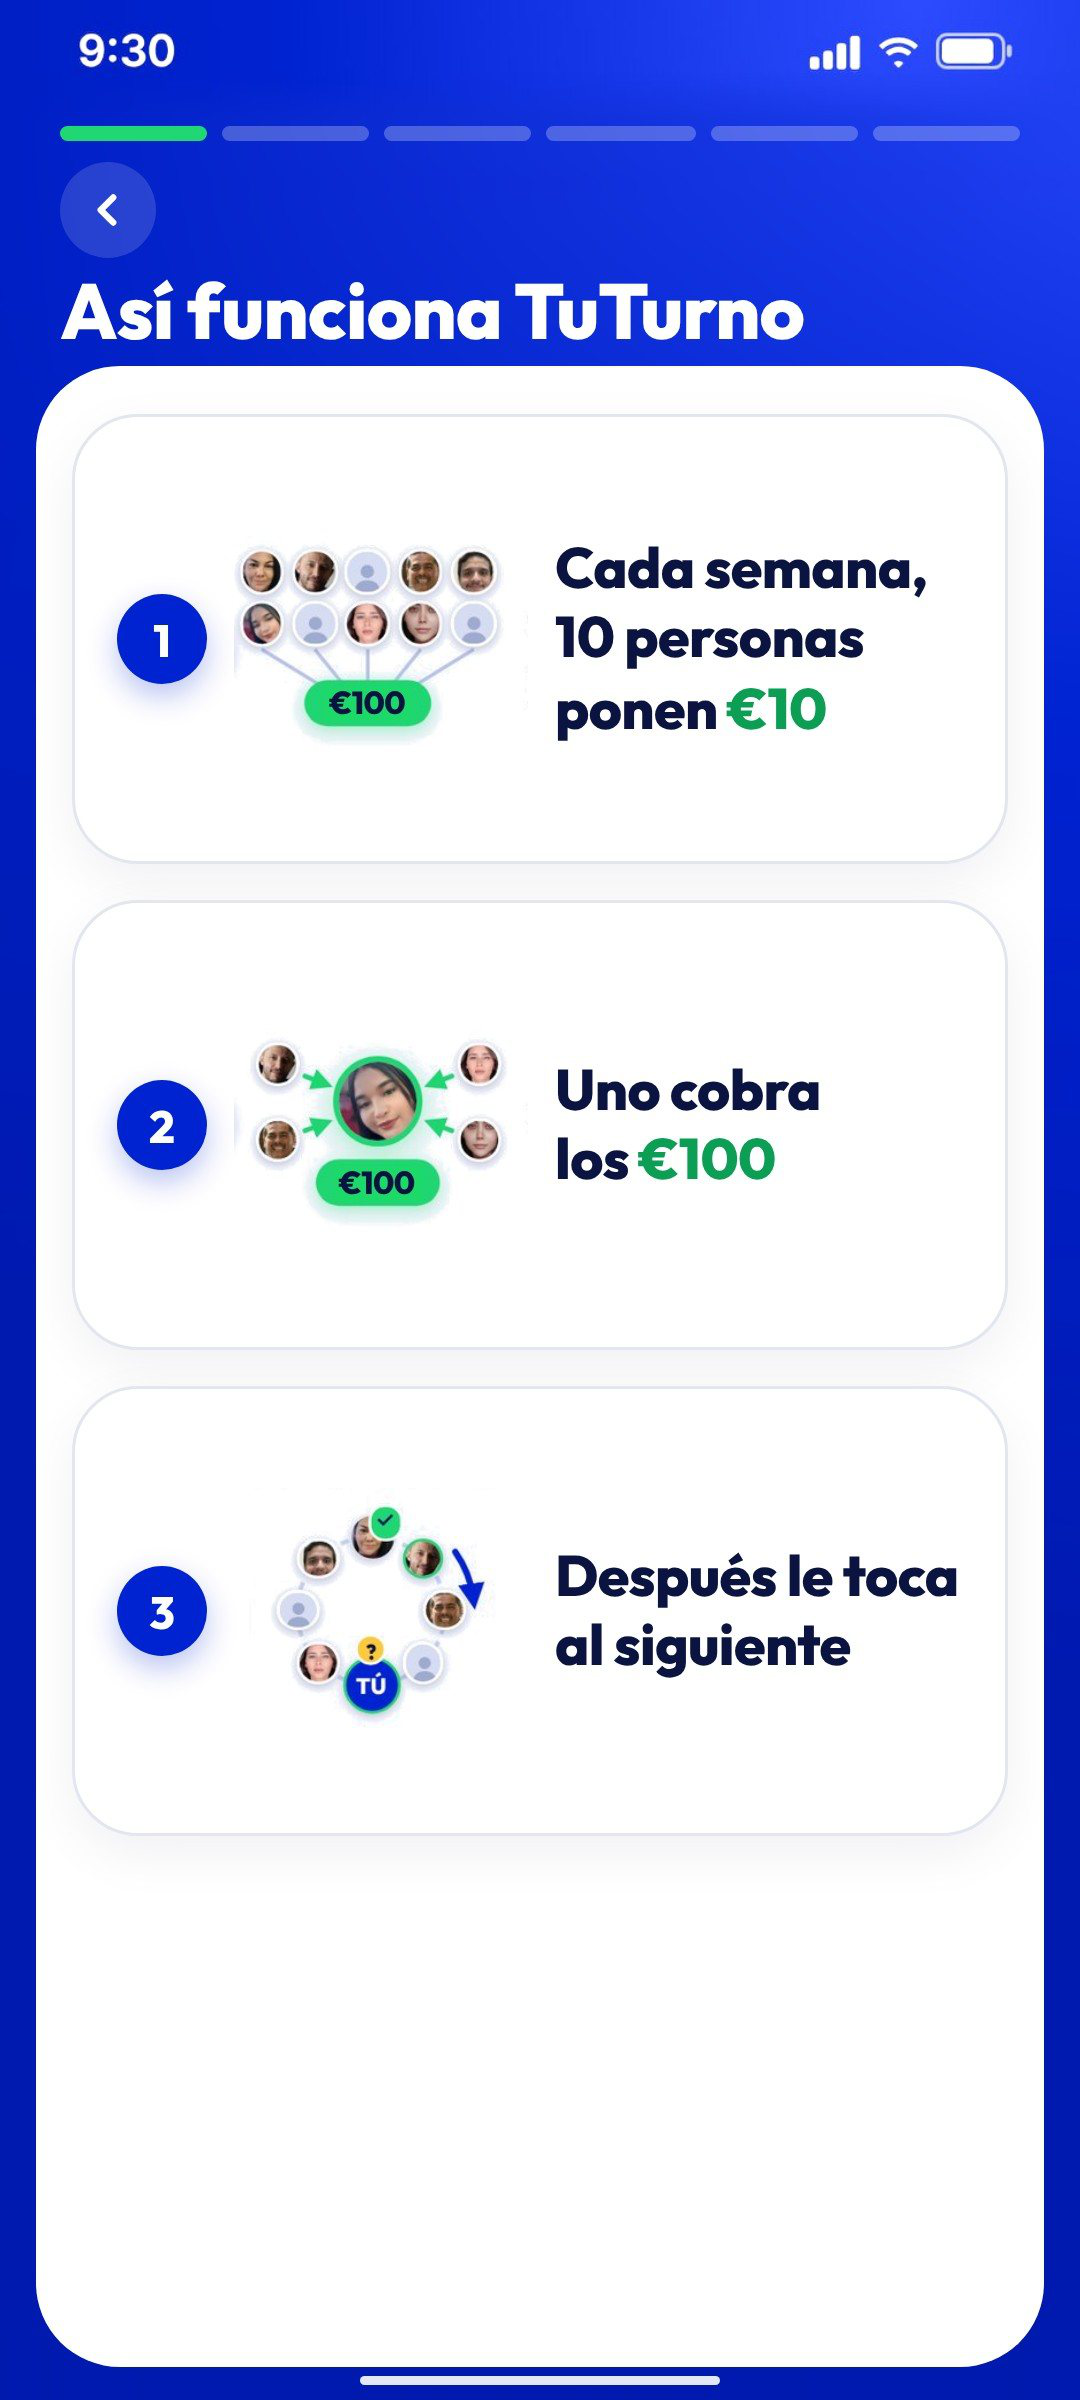 9:30
Así funciona TuTurno
1
€100
Cada semana,
10 personas
ponen €10
2
€100
Uno cobra
los €100
3
?
TÚ
Después le toca
al siguiente